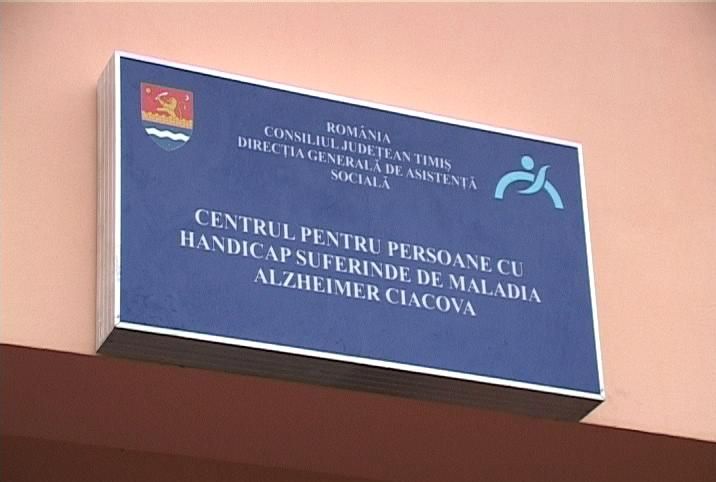 ROMÂNIA
CONSILIUL JUDEȚEAN TIMIȘ
DIRECȚIA GENERALĂ DE ASISTENȚĂ
SOCIALĂ
CENTRUL PENTRU PERSOANE CU
HANDICAP SUFERINDE DE MALADIA
ALZHEIMER CIACOVA